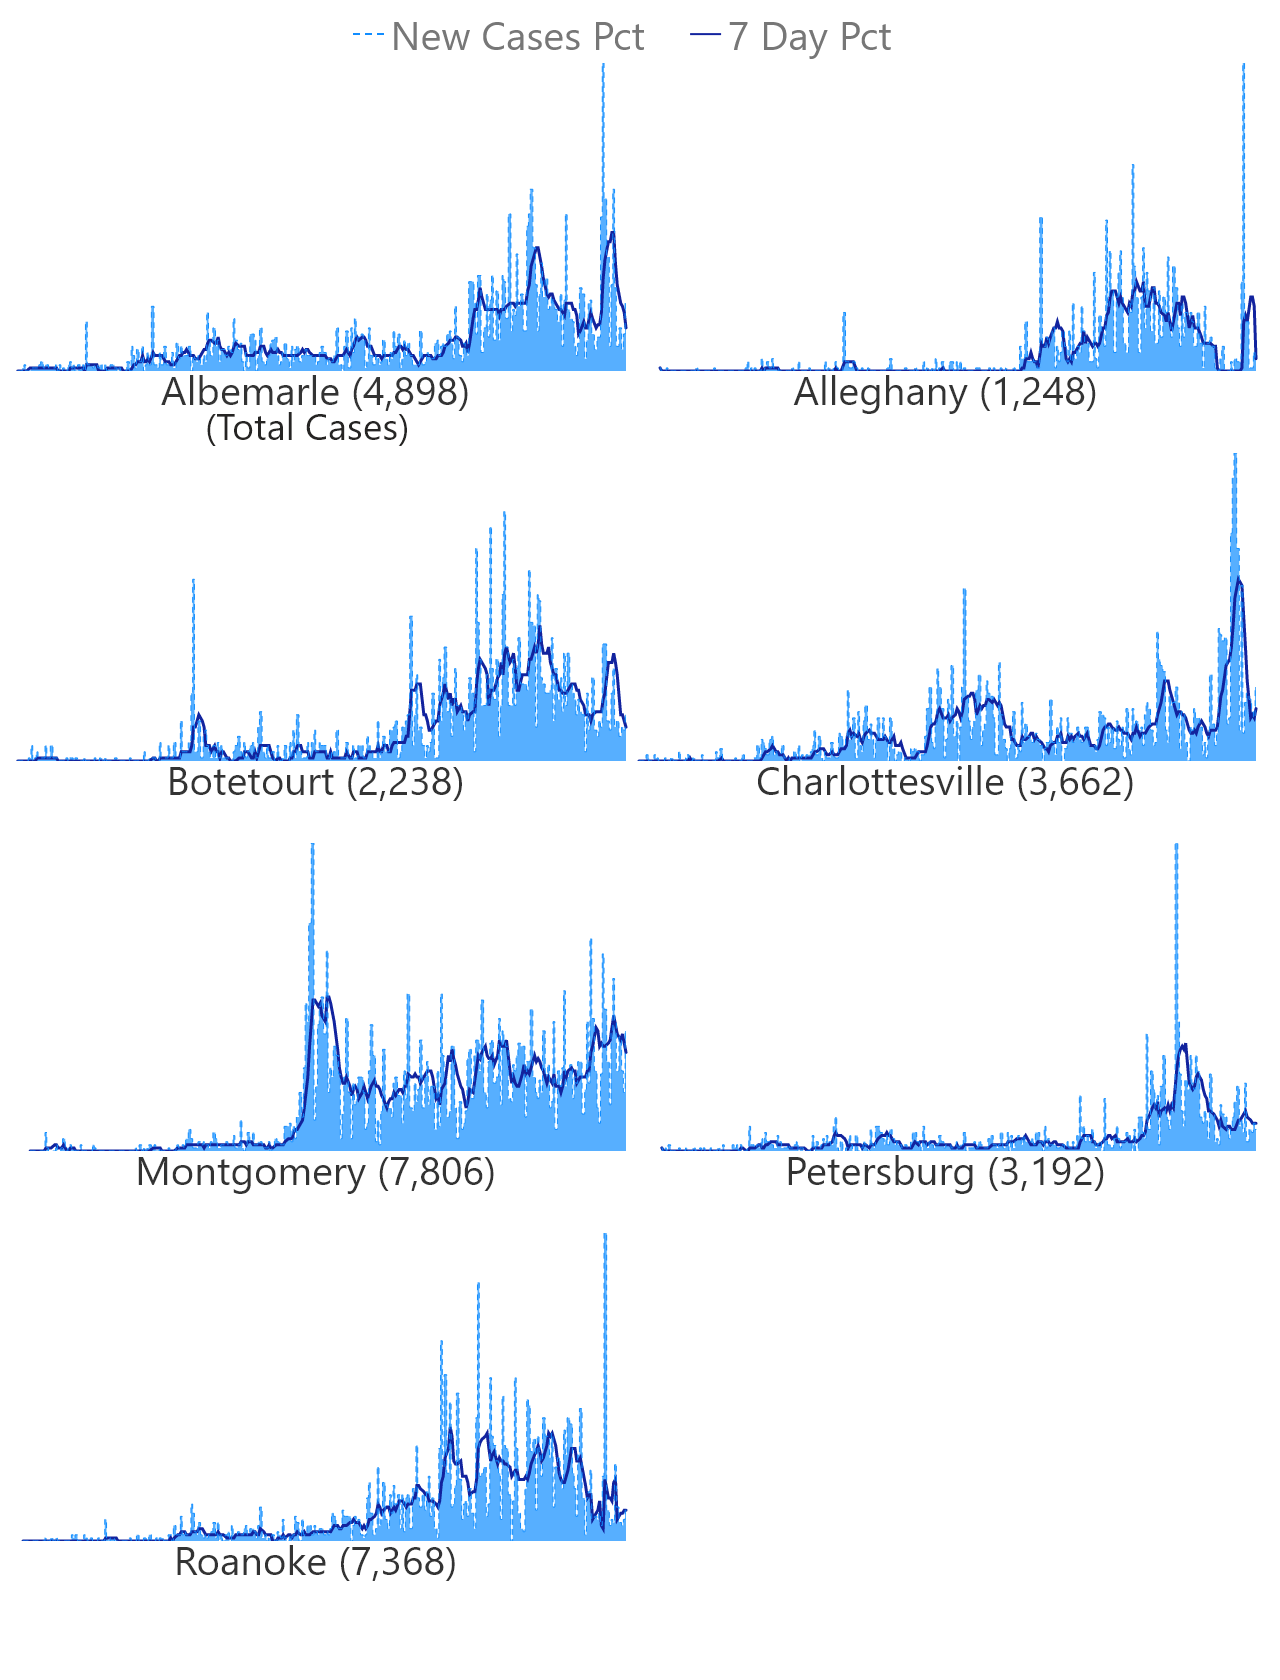 New Cases Pct 7 Day Pct
Albemarle (4,898)
(Total Cases)
Alleghany (1,248)
Botetourt (2,238)
Charlottesville (3,662)
Montgomery (7,806)
Petersburg (3,192)
Roanoke (7,368)